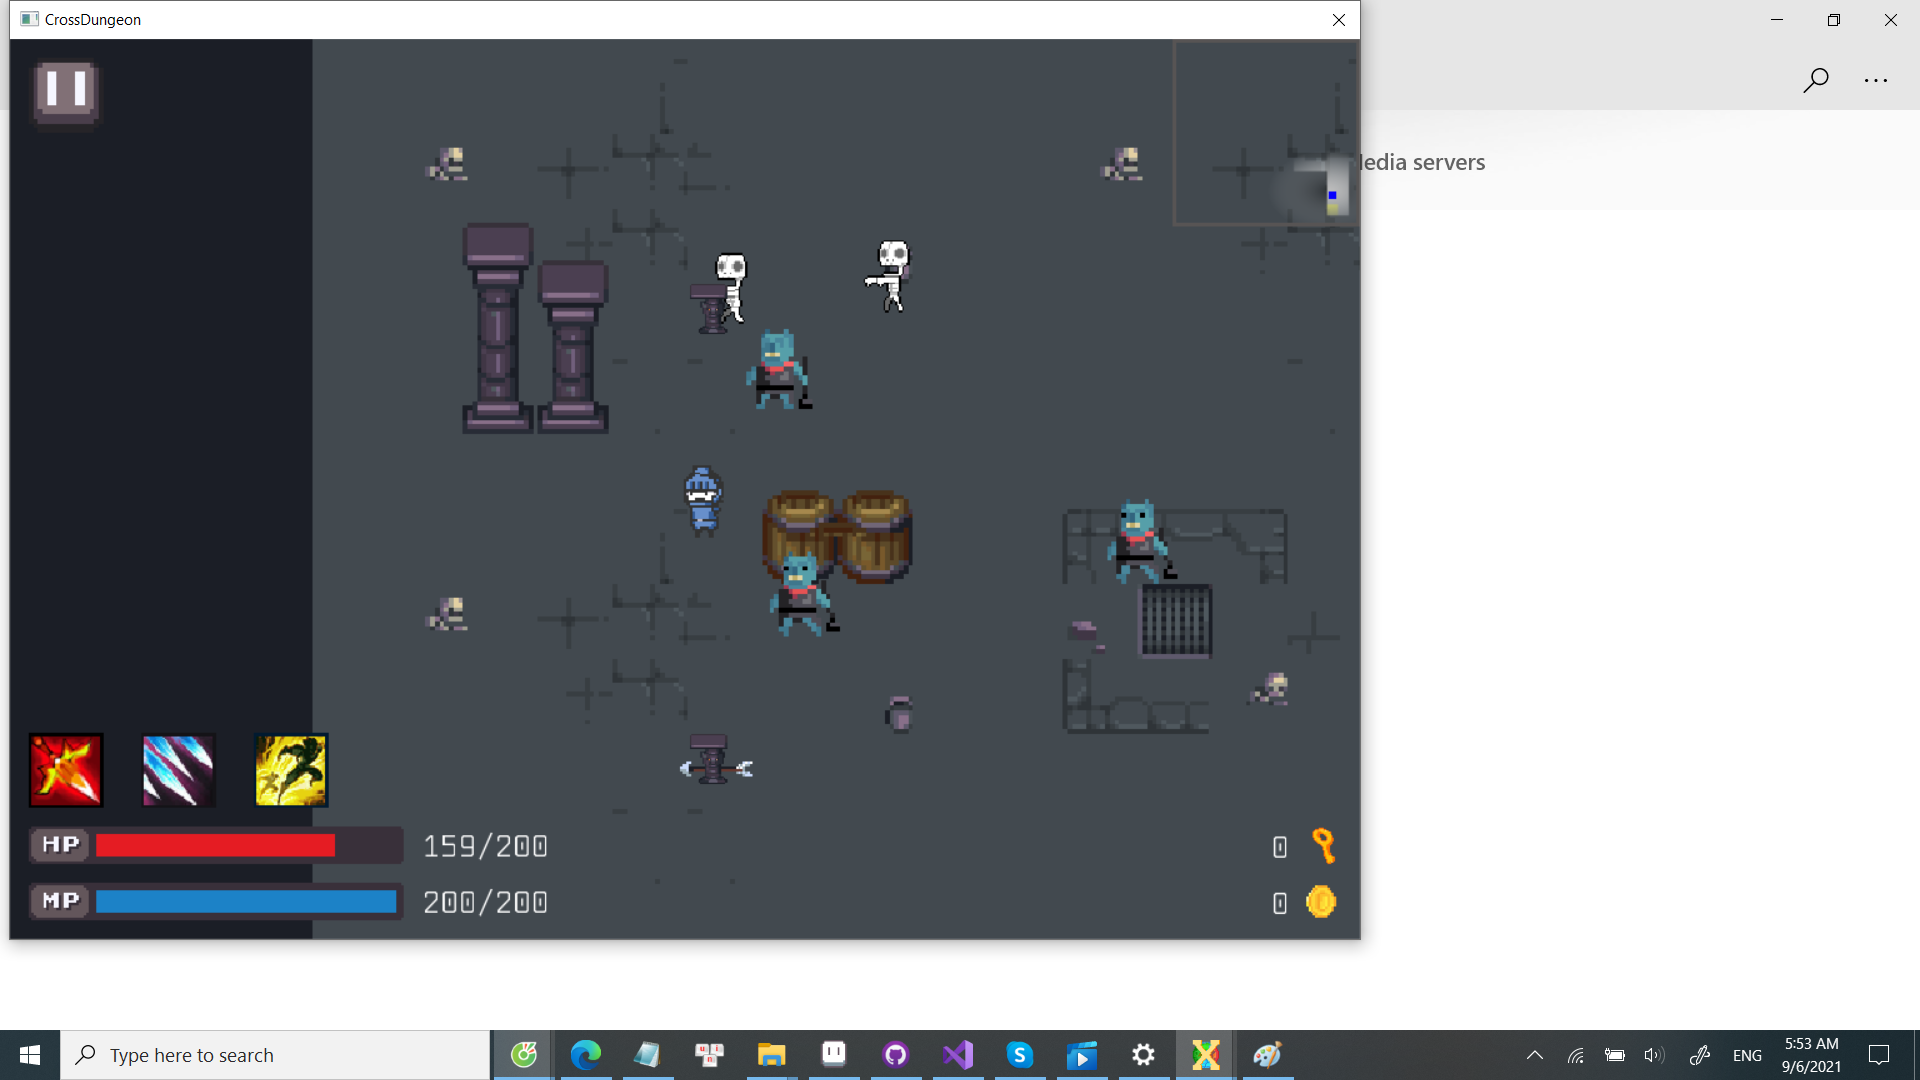 CrossDungeon
edia servers
HP
159/200
0
MP
200/200
0
Type here to search
ENG
5:53 AM
9/6/2021